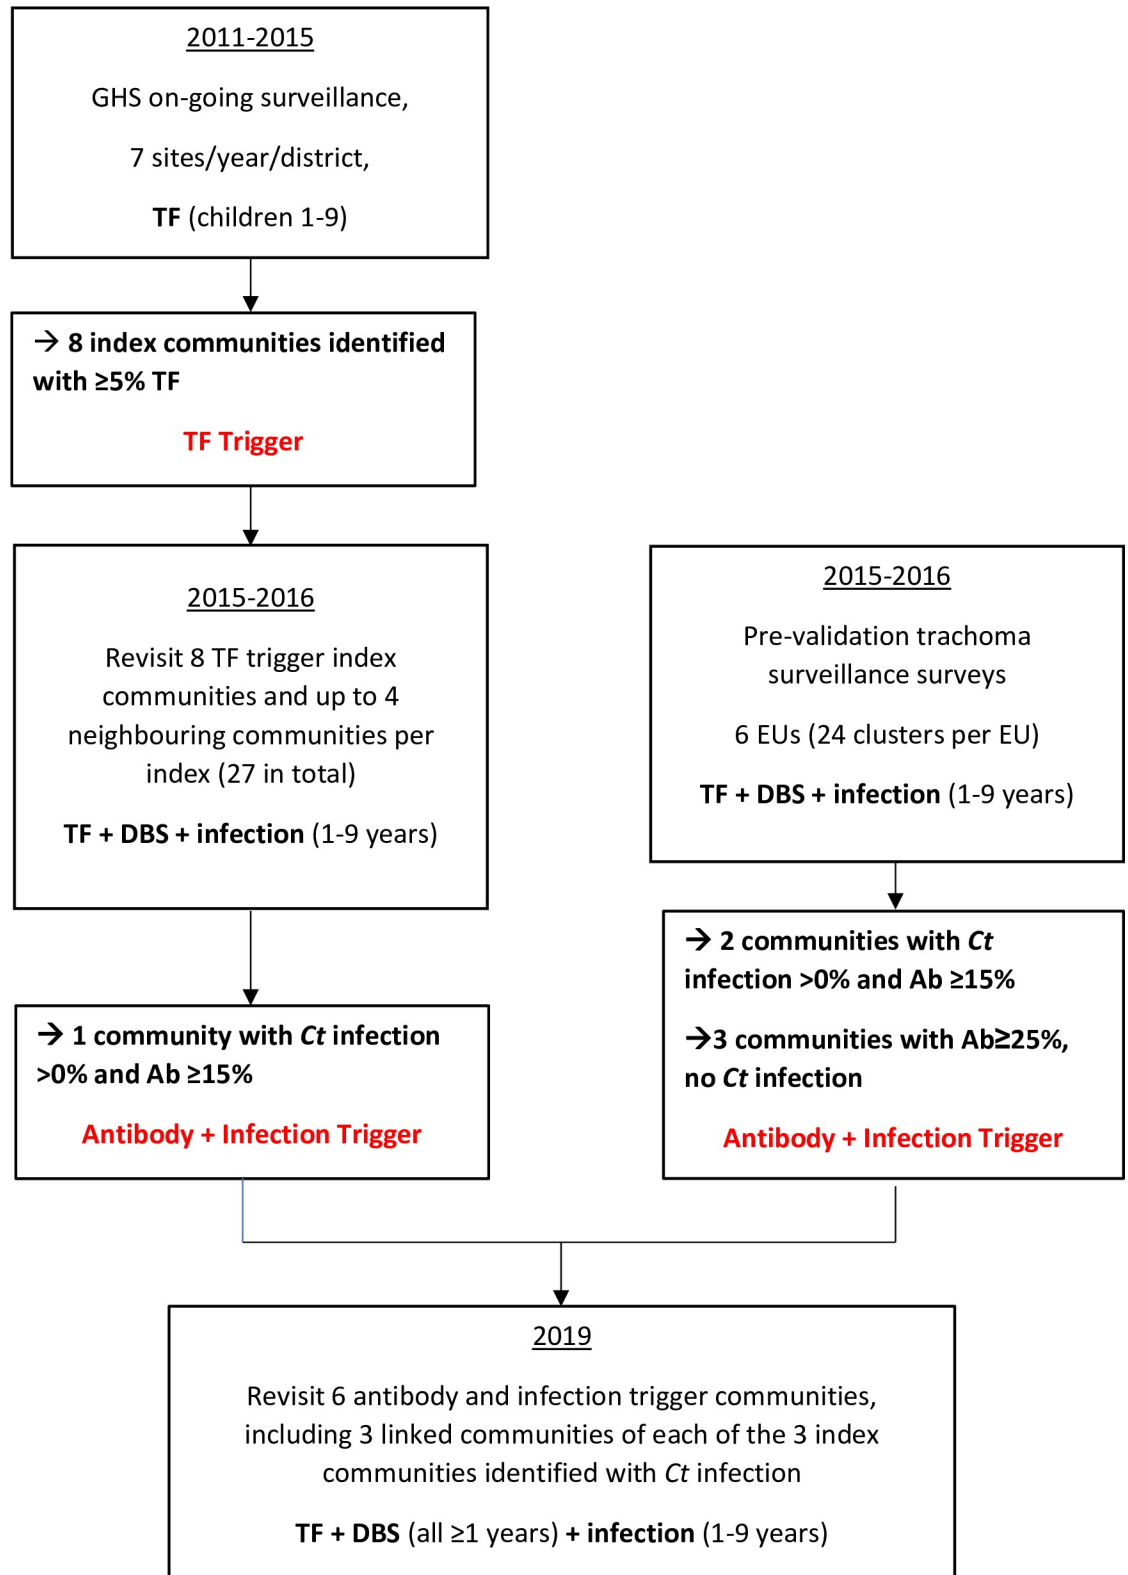 2011-2015
GHS on-going surveillance,
7 sites/year/district,
TF (children 1-9)
→ 8 index communities identified
with ≥5% TF
TF Trigger
2015-2016
Revisit 8 TF trigger index
communities and up to 4
neighbouring communities per
index (27 in total)
TF + DBS + infection (1-9 years)
2015-2016
Pre-validation trachoma
surveillance surveys
6 EUs (24 clusters per EU)
TF + DBS + infection (1-9 years)
→ 1 community with Ct infection
>0% and Ab ≥15%
Antibody + Infection Trigger
→ 2 communities with Ct
infection >0% and Ab ≥15%
→3 communities with Ab≥25%,
no Ct infection
Antibody + Infection Trigger
2019
Revisit 6 antibody and infection trigger communities,
including 3 linked communities of each of the 3 index
communities identified with Ct infection
TF + DBS (all ≥1 years) + infection (1-9 years)